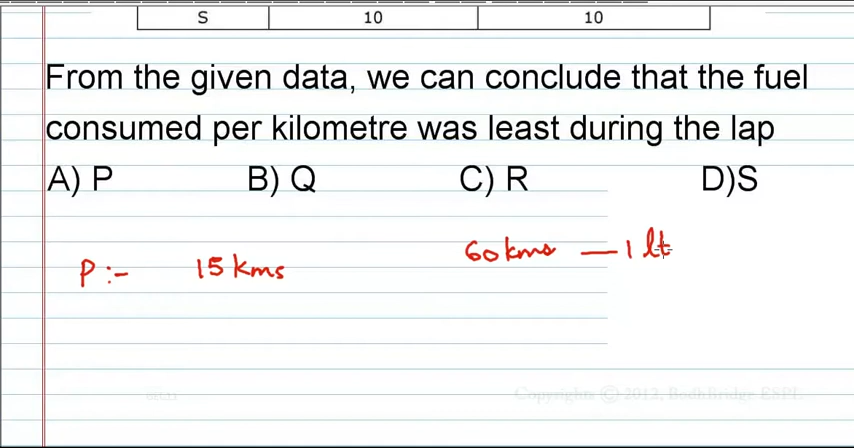 S 10 10
From the given data, we can conclude that the fuel
consumed per kilometre was least during the lap
A) P B) Q C) R D)S
P :- 15 kms 60 kms — 1 lt
Copyrights © 2012, BodhBridge ESPL